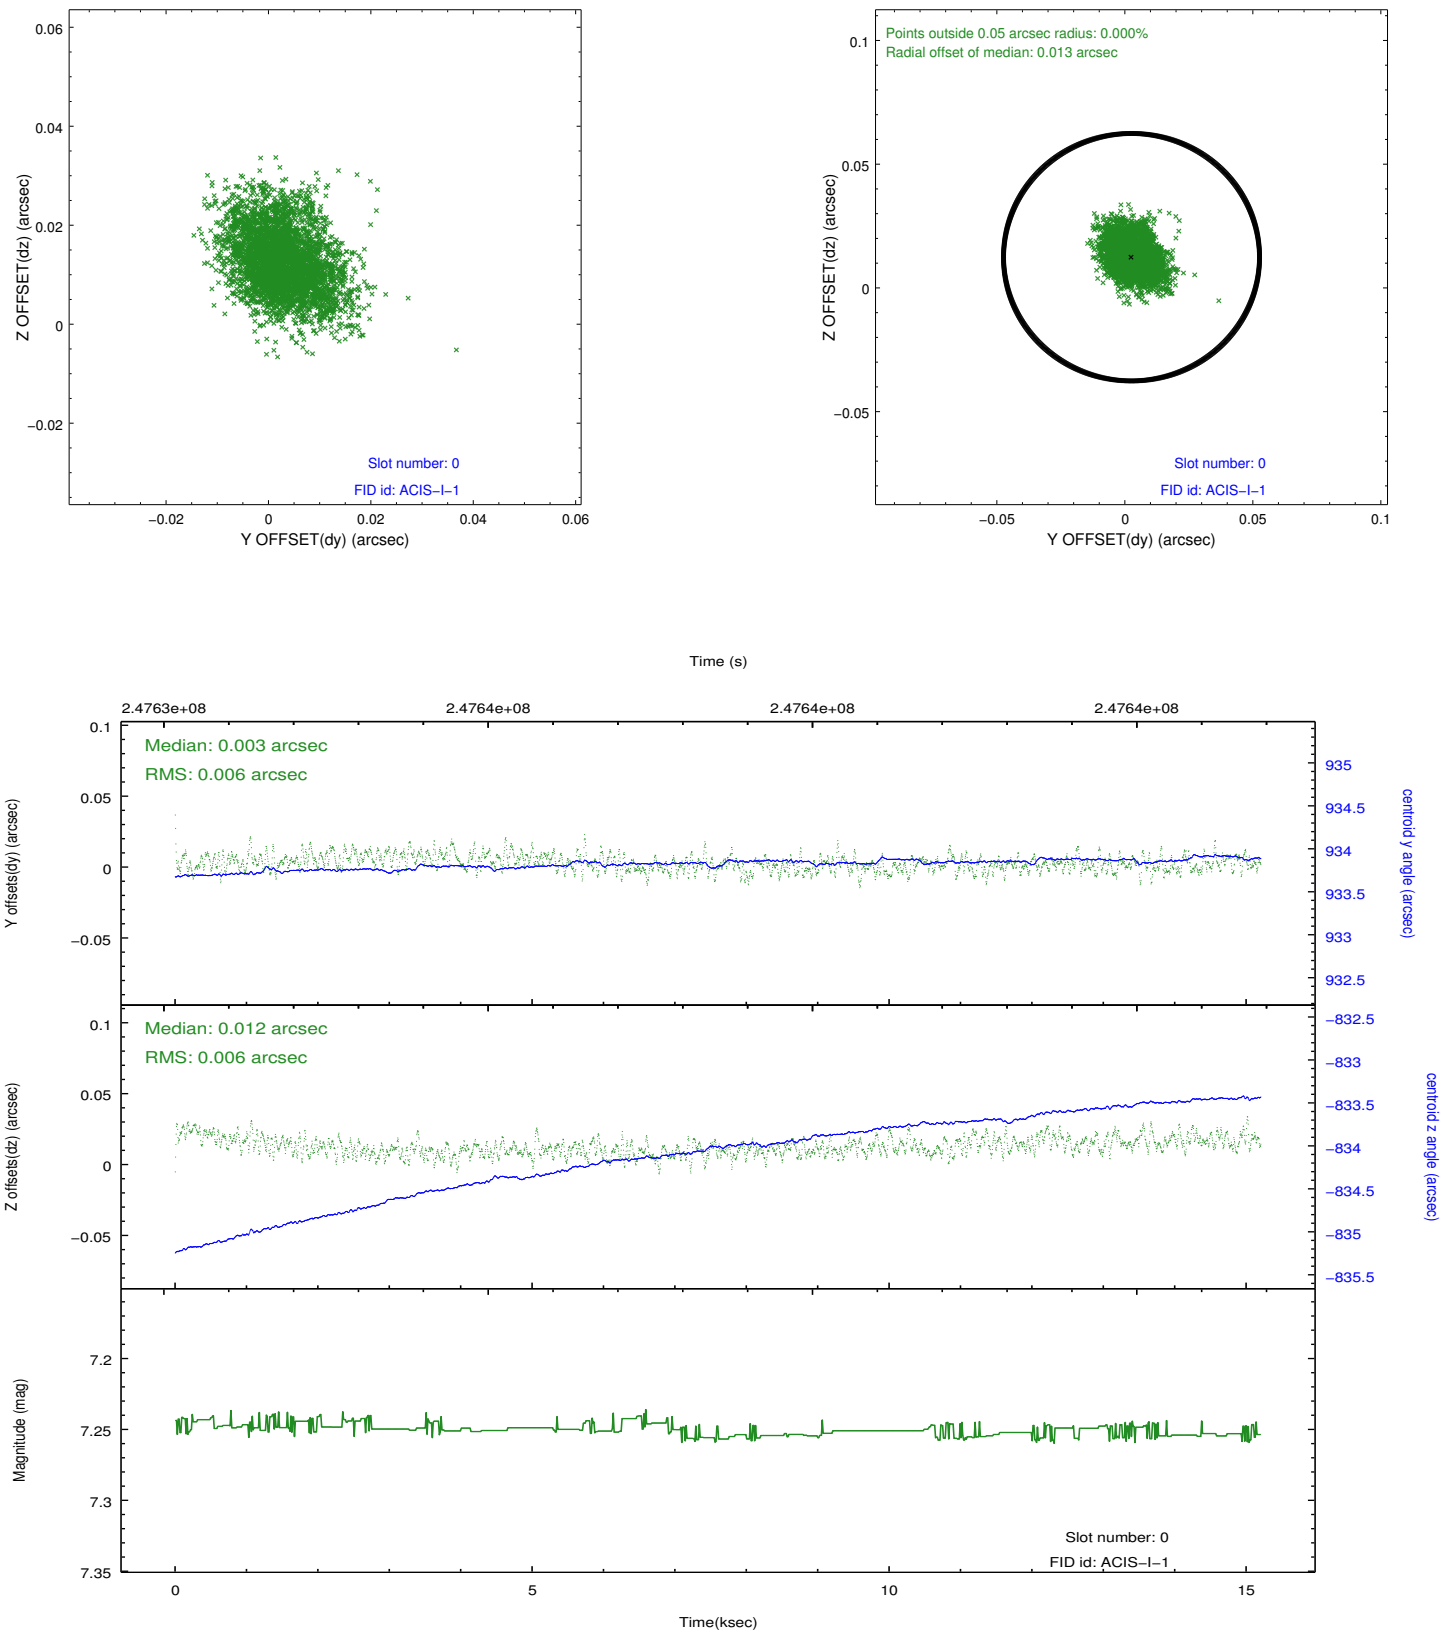 0.06
0.04
0.02
0
−0.02
Z OFFSET(dz) (arcsec)
Slot number: 0
FID id: ACIS−I−1
−0.02
0
0.02
0.04
0.06
Y OFFSET(dy) (arcsec)
Points outside 0.05 arcsec radius: 0.000%
Radial offset of median: 0.013 arcsec
0.1
0.05
0
−0.05
Z OFFSET(dz) (arcsec)
Slot number: 0
FID id: ACIS−I−1
−0.05
0
0.05
0.1
Y OFFSET(dy) (arcsec)
Time (s)
2.4763e+08
2.4764e+08
2.4764e+08
2.4764e+08
Median: 0.003 arcsec
RMS: 0.006 arcsec
0.1
0.05
0
−0.05
Y offsets(dy) (arcsec)
935
934.5
934
933.5
933
932.5
centroid y angle (arcsec)
Median: 0.012 arcsec
RMS: 0.006 arcsec
0.1
0.05
0
−0.05
Z offsets(dz) (arcsec)
−832.5
−833
−833.5
−834
−834.5
−835
−835.5
centroid z angle (arcsec)
7.2
7.25
7.3
7.35
Magnitude (mag)
Slot number: 0
FID id: ACIS−I−1
0
5
10
15
Time(ksec)